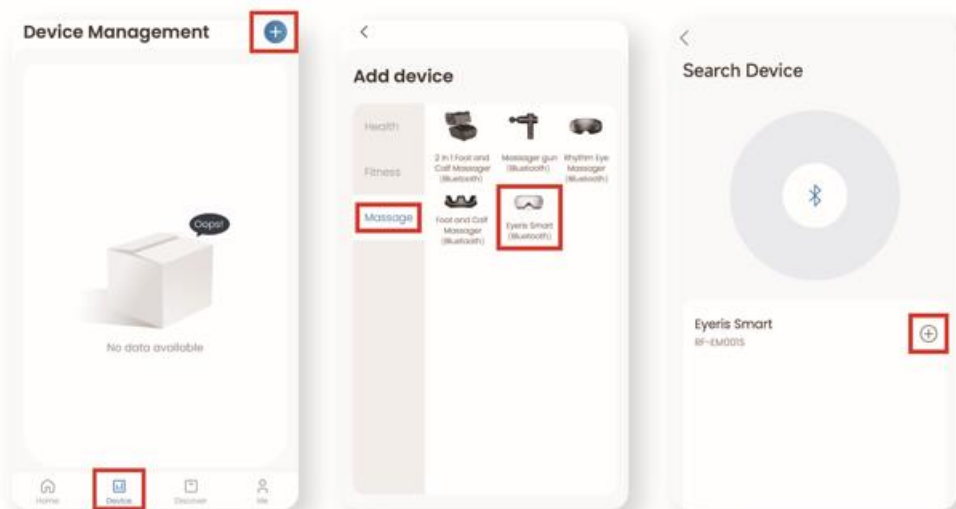 Device Management
Oops!
No data available
Home
Device
Discover
Me
Add device
Health
Fitness
Massage
2 in 1 Foot and
Calf Massager
(Bluetooth)
Massager gun
(Bluetooth)
Rhythm Eye
Massager
(Bluetooth)
Foot and Calf
Massager
(Bluetooth)
Eyeris Smart
(Bluetooth)
Search Device
Eyeris Smart
RF-EM001S